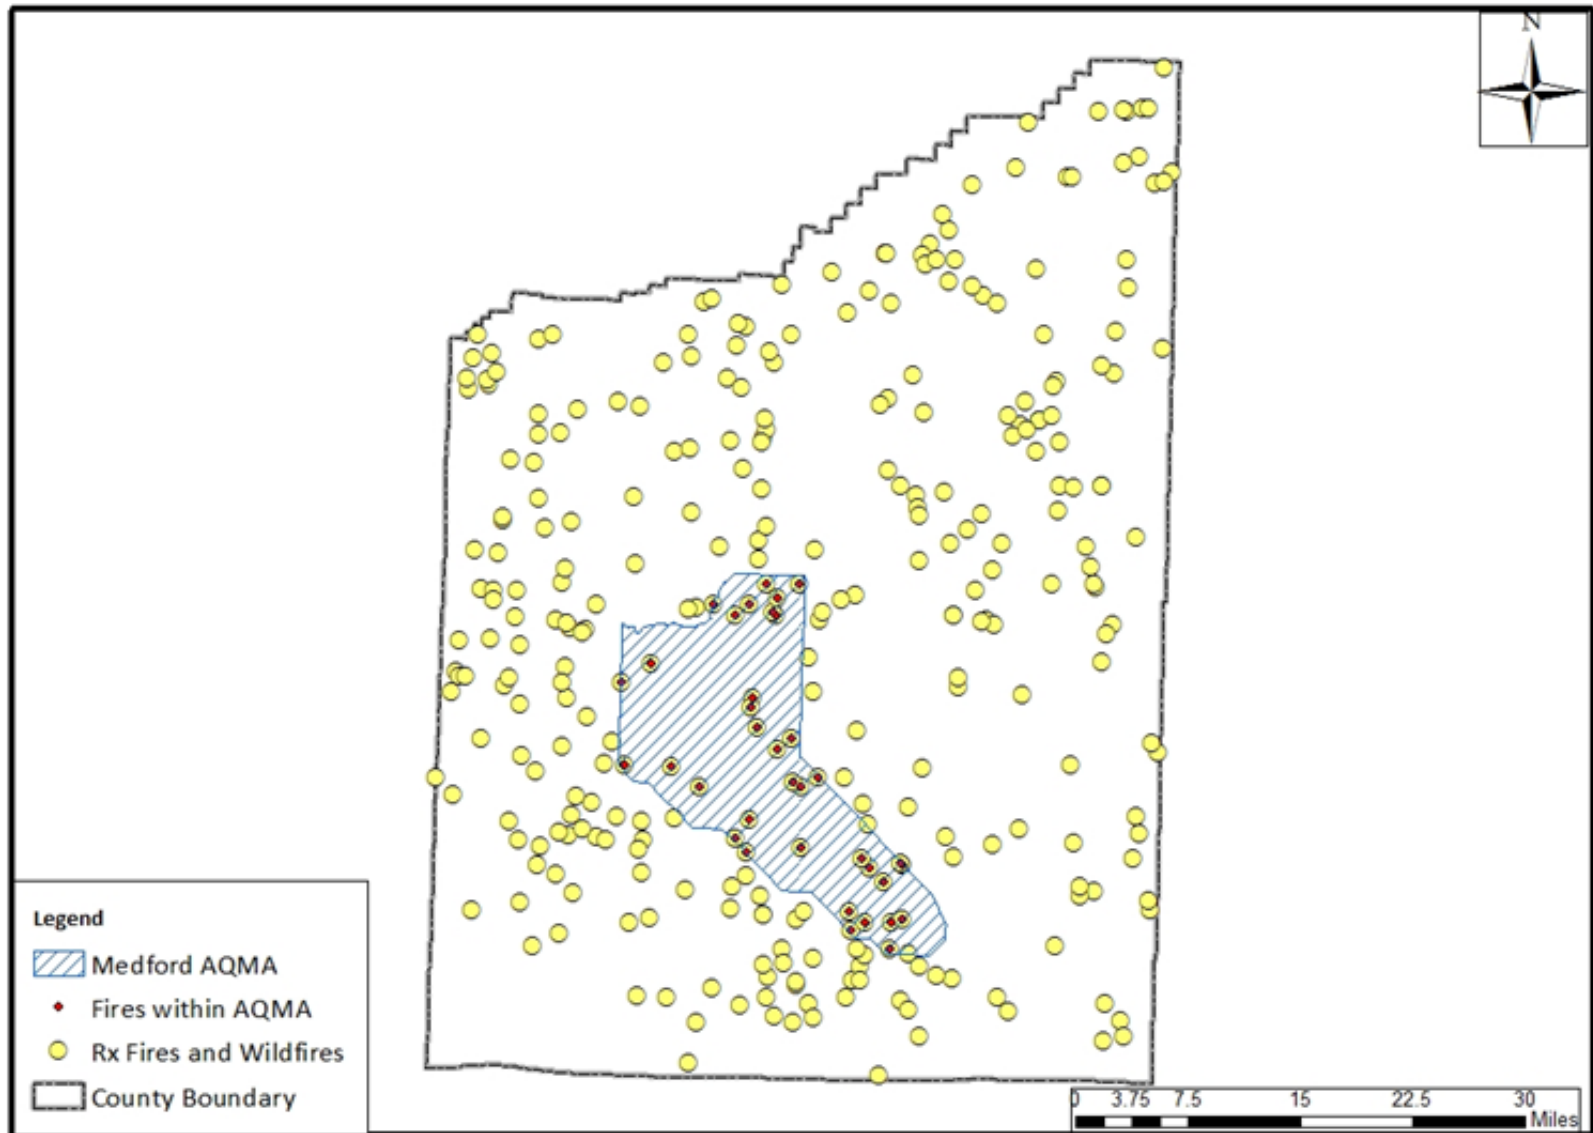 N
Legend
Medford AQMA
Fires within AQMA
Rx Fires and Wildfires
County Boundary
0 3.75 7.5 15 22.5 30
Miles